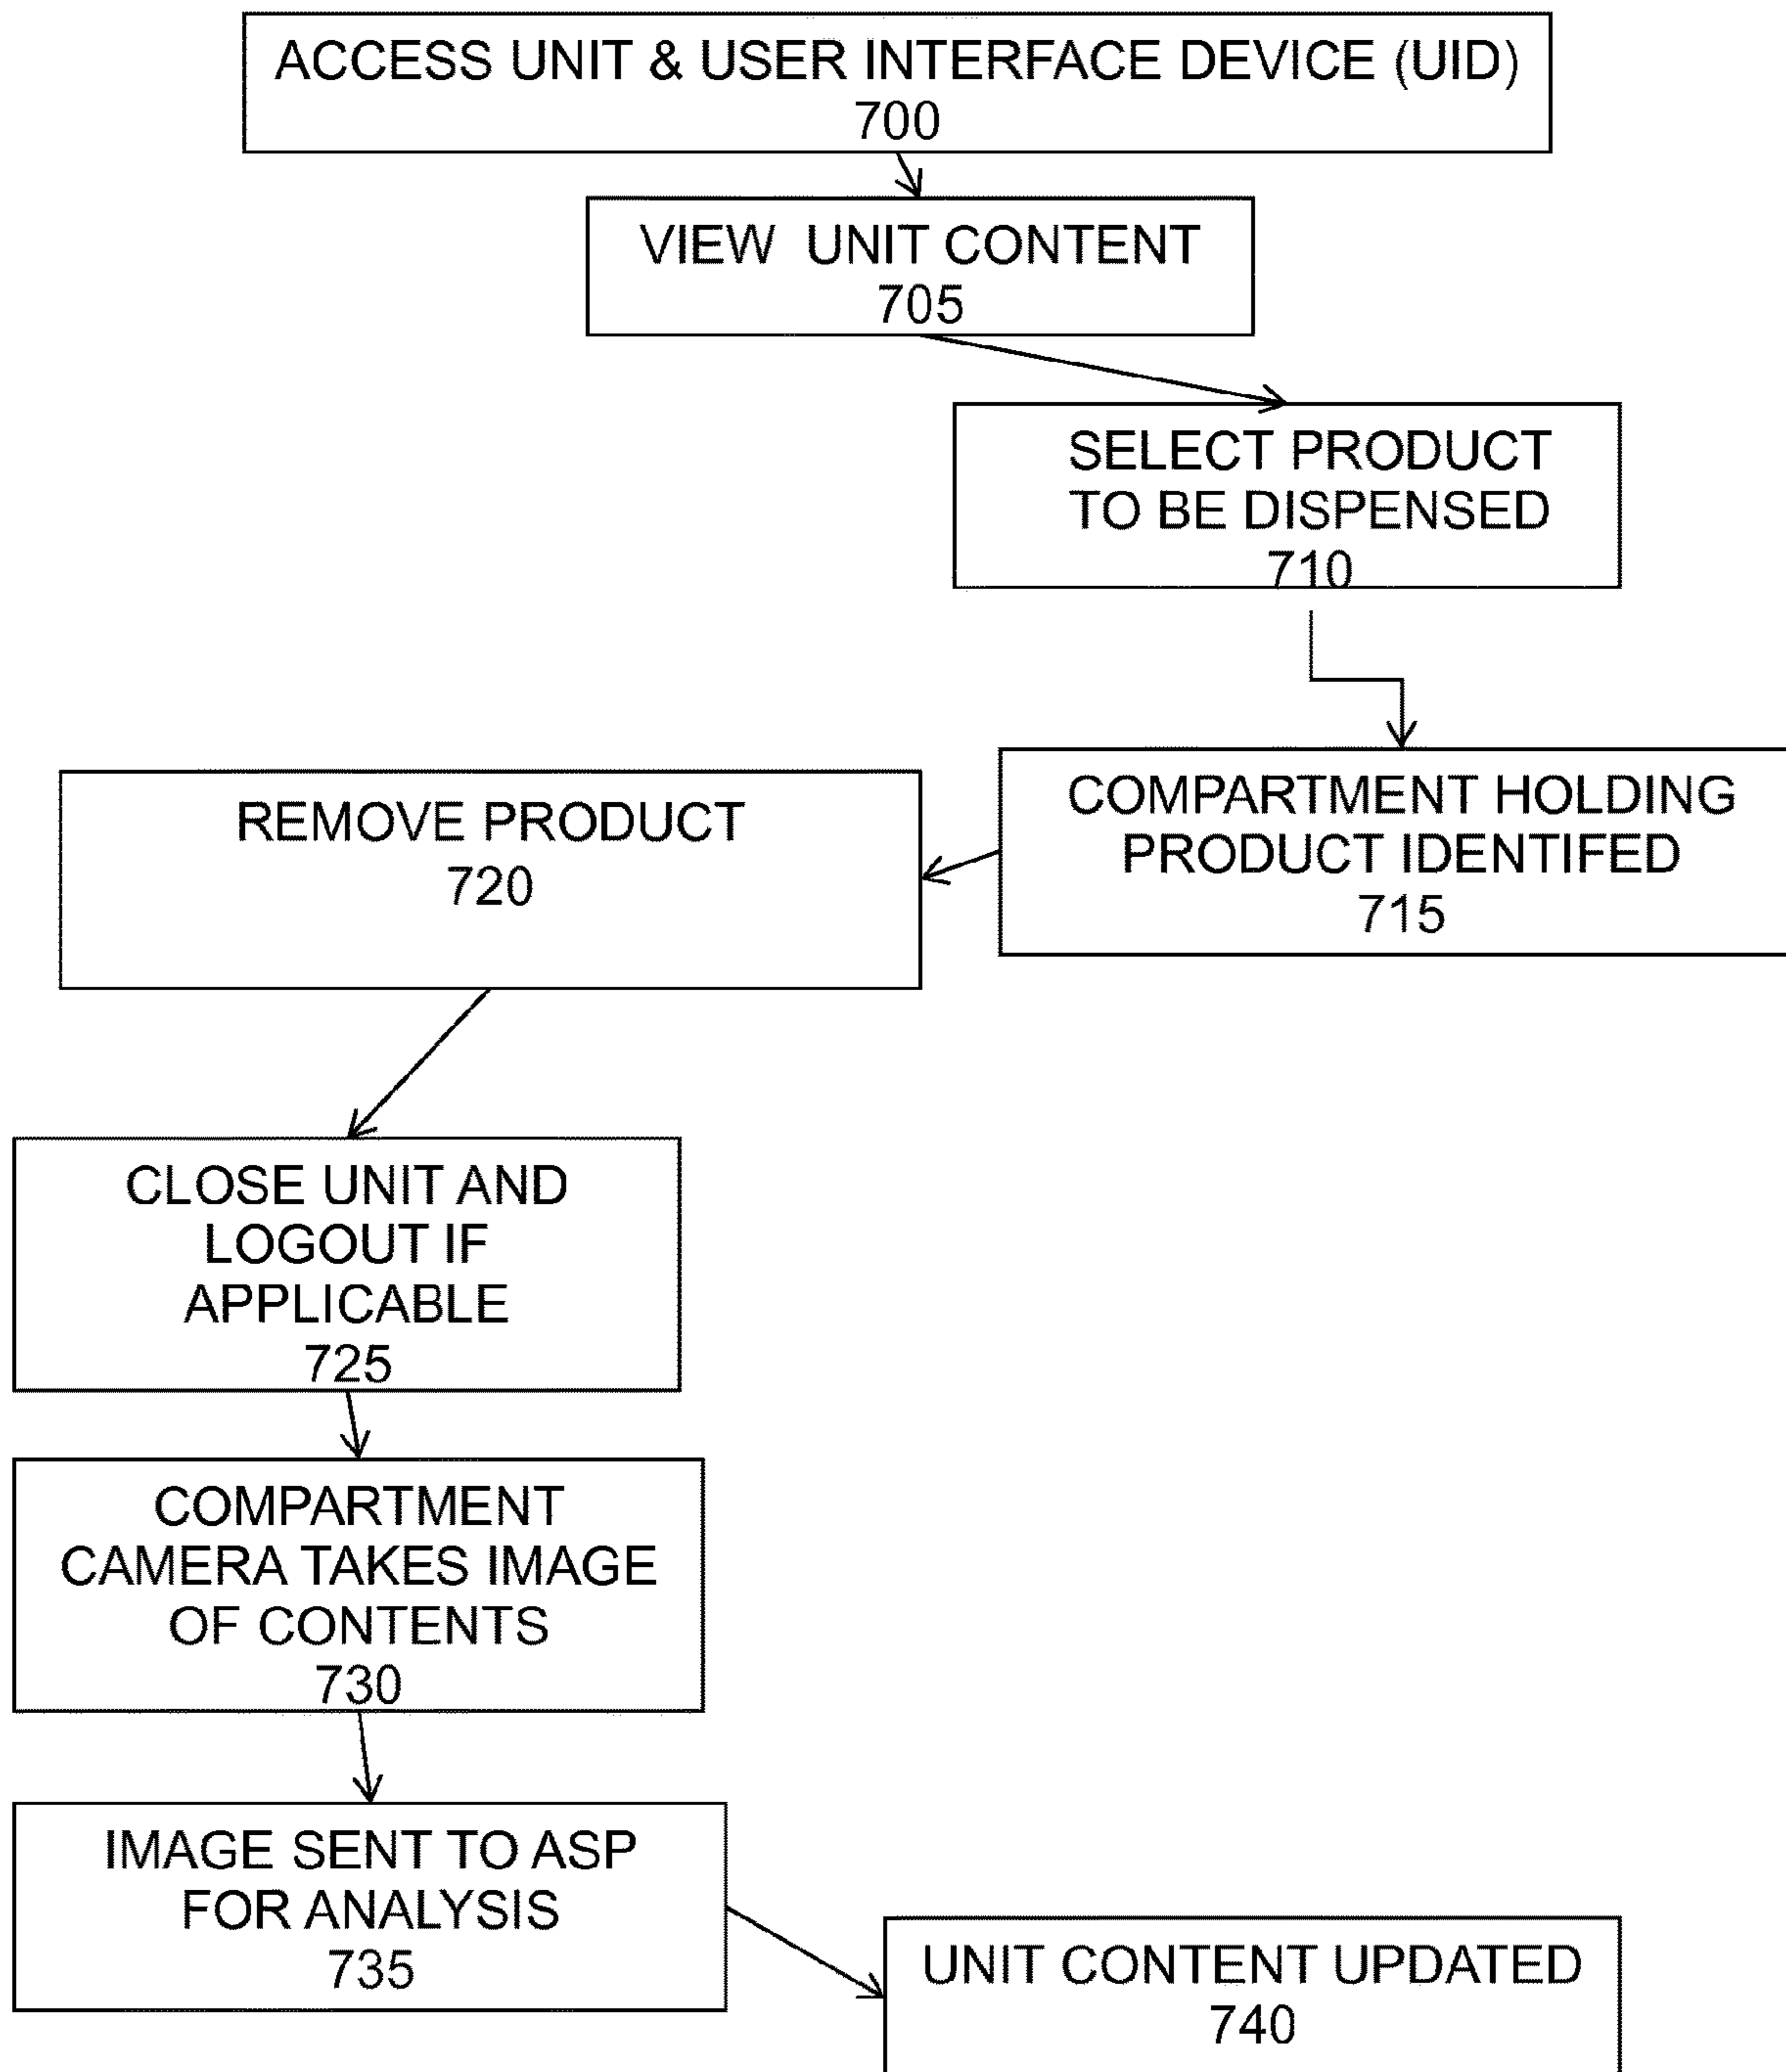 ACCESS UNIT & USER INTERFACE DEVICE (UID)
700
VIEW UNIT CONTENT
705
SELECT PRODUCT
TO BE DISPENSED
710
COMPARTMENT HOLDING
PRODUCT IDENTIFED
715
REMOVE PRODUCT
720
CLOSE UNIT AND
LOGOUT IF
APPLICABLE
725
COMPARTMENT
CAMERA TAKES IMAGE
OF CONTENTS
730
IMAGE SENT TO ASP
FOR ANALYSIS
735
UNIT CONTENT UPDATED
740